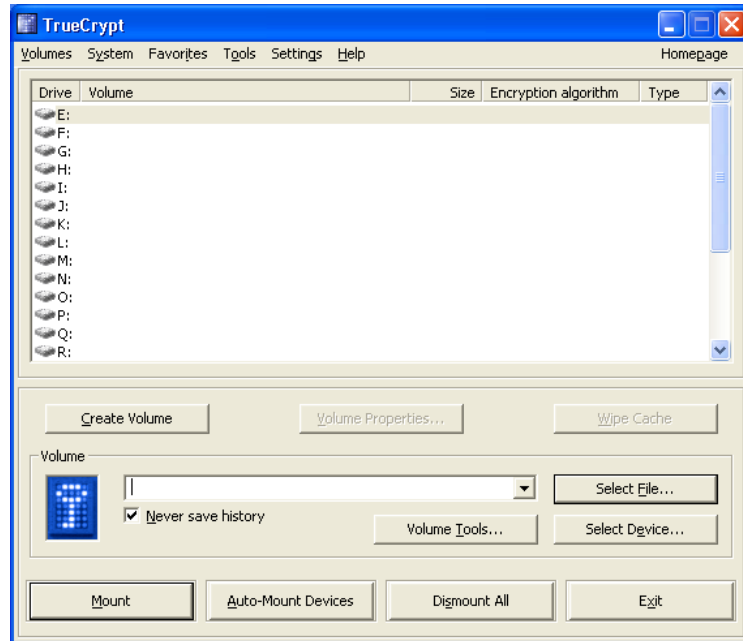 TrueCrypt
Volumes System Favorites Tools Settings Help Homepage
Drive Volume Size Encryption algorithm Type
E:
F:
G:
H:
I:
J:
K:
L:
M:
N:
O:
P:
Q:
R:
Create Volume Volume Properties... Wipe Cache
Volume
Select File...
Never save history
Volume Tools... Select Device...
Mount Auto-Mount Devices Dismount All Exit